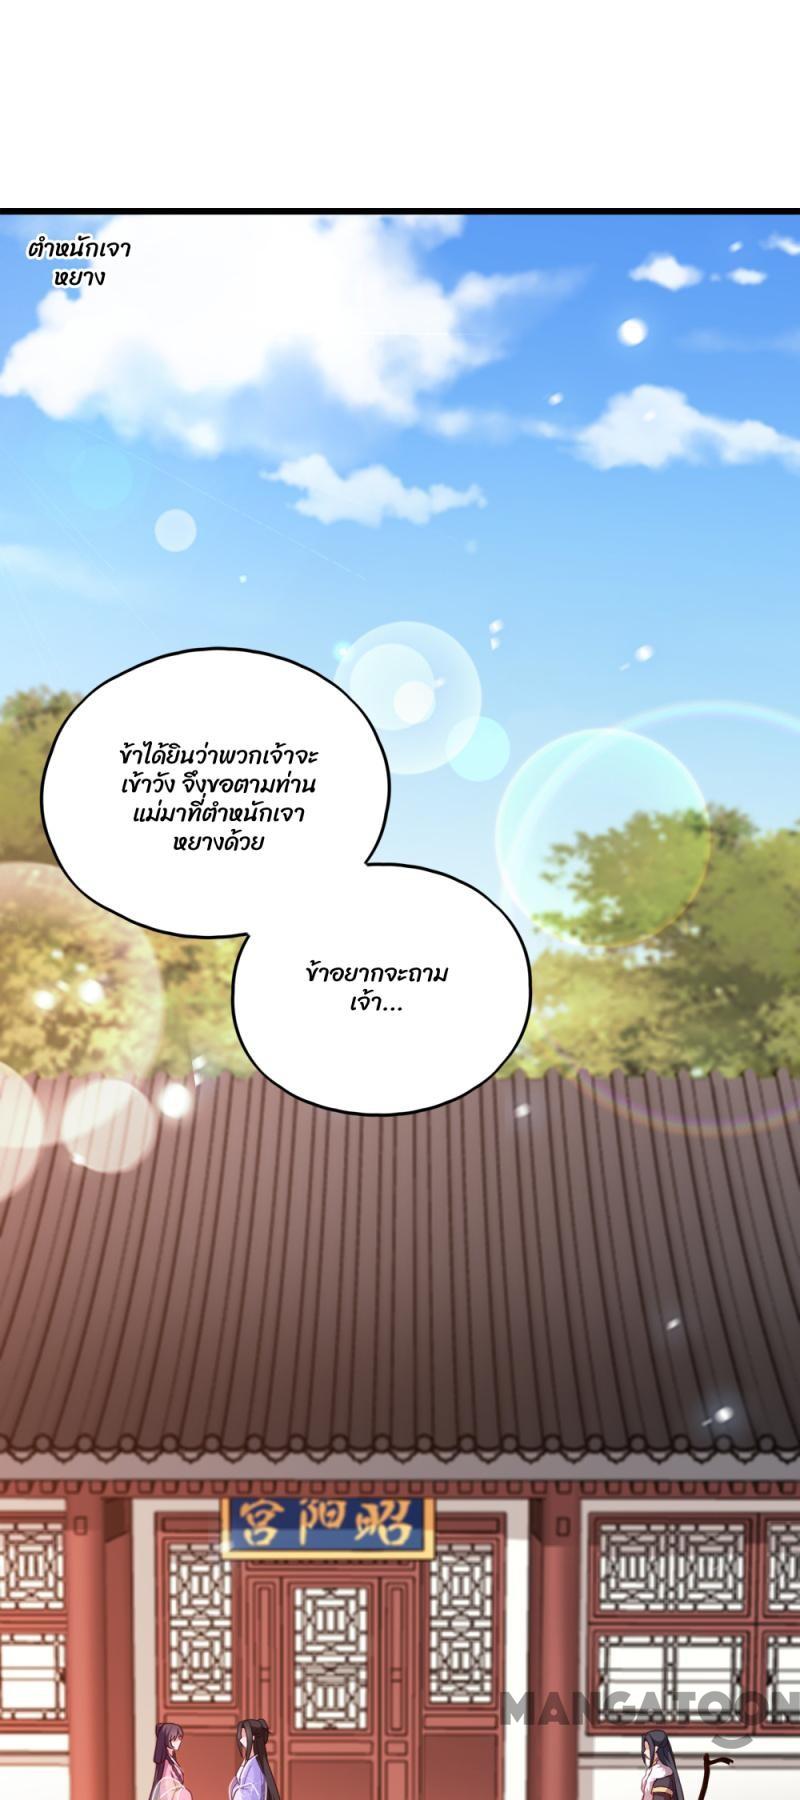 ตำหนักเจา
หยาง
ข้าได้ยินว่าพวกเจ้าจะ
เข้าวัง จึงขอตามท่าน
แม่มาที่ตำหนักเจา
หยางด้วย
ข้าอยากจะถาม
เจ้า...
宮陽昭
MANGATOON